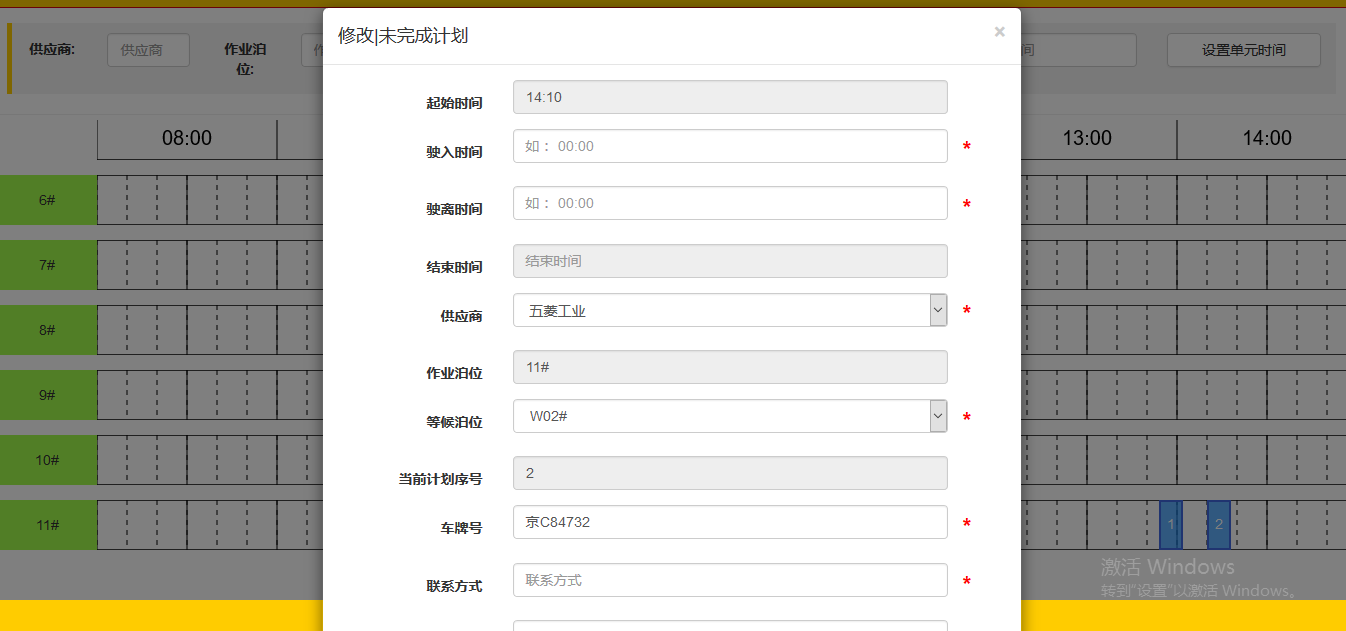 修改|未完成计划
×
供应商:
供应商
作业泊
位:
作
间
设置单元时间
08:00
13:00
14:00
6#
7#
8#
9#
10#
11#
起始时间
14:10
驶入时间
如： 00:00
*
驶离时间
如： 00:00
*
结束时间
结束时间
供应商
五菱工业
*
作业泊位
11#
等候泊位
W02#
*
当前计划序号
2
车牌号
京C84732
*
联系方式
联系方式
*
1
2
激活 Windows
转到"设置"以激活 Windows。